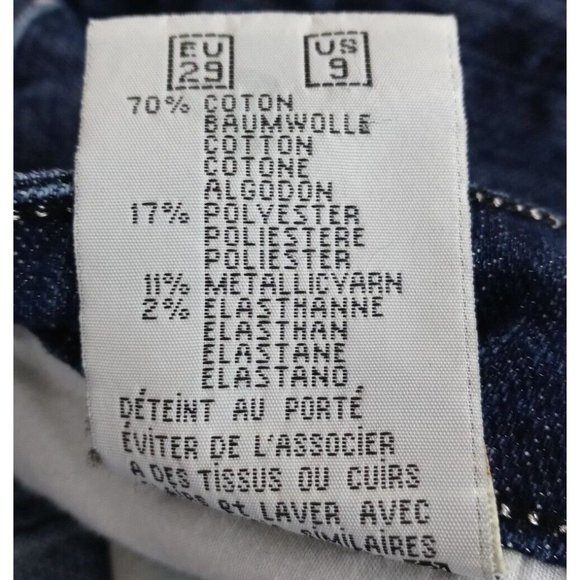 EU US
29 9
70% COTON
BAUMWOLLE
COTTON
COTONE
ALGODON
17% POLYESTER
POLIESTERE
POLIESTER
11% METALLICYARN
2% ELASTHANNE
ELASTHAN
ELASTANE
ELASTANO
DÉTEINT AU PORTÉ
ÉVITER DE L'ASSOCIER
A DES TISSUS OU CUIRS
et LAVER AVEC
SIMILAIRES